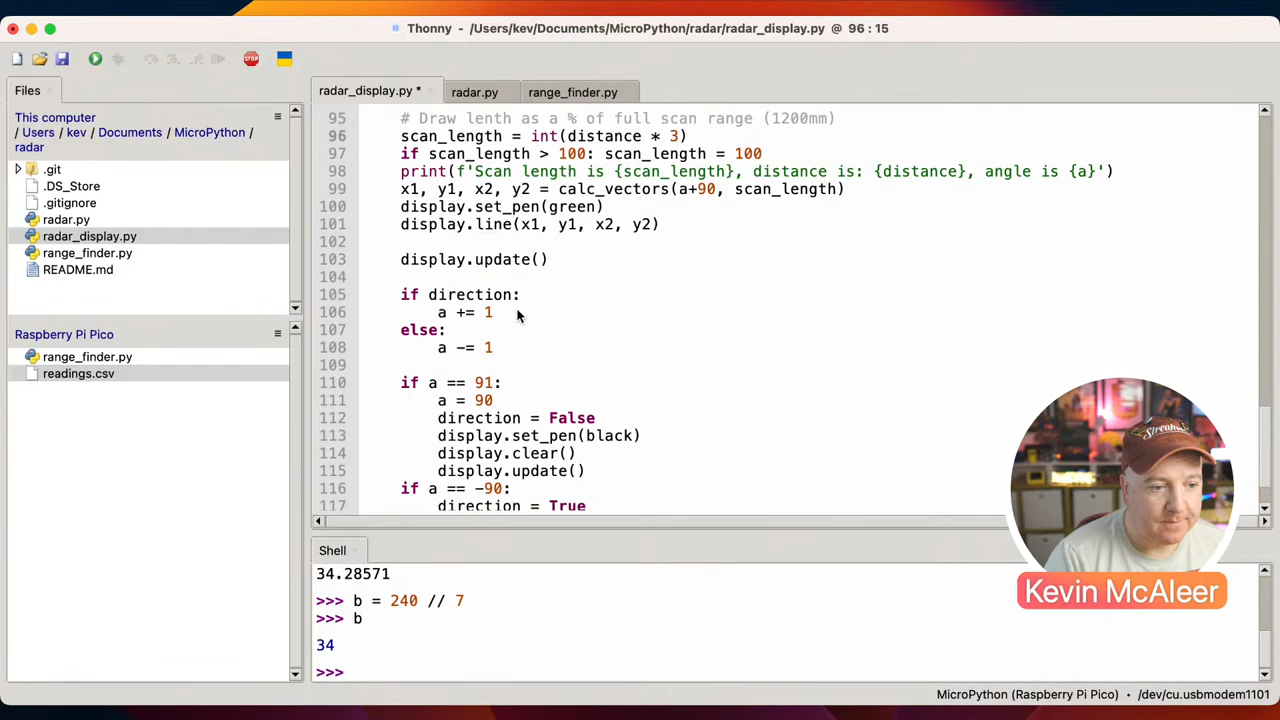 Thonny - /Users/kev/Documents/MicroPython/radar/radar_display.py @ 96 : 15
STOP
Files
This computer
/ Users / kev / Documents / MicroPython /
radar
.git
.DS_Store
.gitignore
radar.py
radar_display.py
range_finder.py
README.md
Raspberry Pi Pico
range_finder.py
readings.csv
radar_display.py *
radar.py
range_finder.py
95 # Draw lenth as a % of full scan range (1200mm)
96 scan_length = int(distance * 3)
97 if scan_length > 100: scan_length = 100
98 print(f'Scan length is {scan_length}, distance is: {distance}, angle is {a}')
99 x1, y1, x2, y2 = calc_vectors(a+90, scan_length)
100 display.set_pen(green)
101 display.line(x1, y1, x2, y2)
102
103 display.update()
104
105 if direction:
106 a += 1
107 else:
108 a -= 1
109
110 if a == 91:
111 a = 90
112 direction = False
113 display.set_pen(black)
114 display.clear()
115 display.update()
116 if a == -90:
117 direction = True
Shell
34.28571
>>> b = 240 // 7
>>> b
34
>>>
Kevin McAleer
MicroPython (Raspberry Pi Pico) • /dev/cu.usbmodem1101